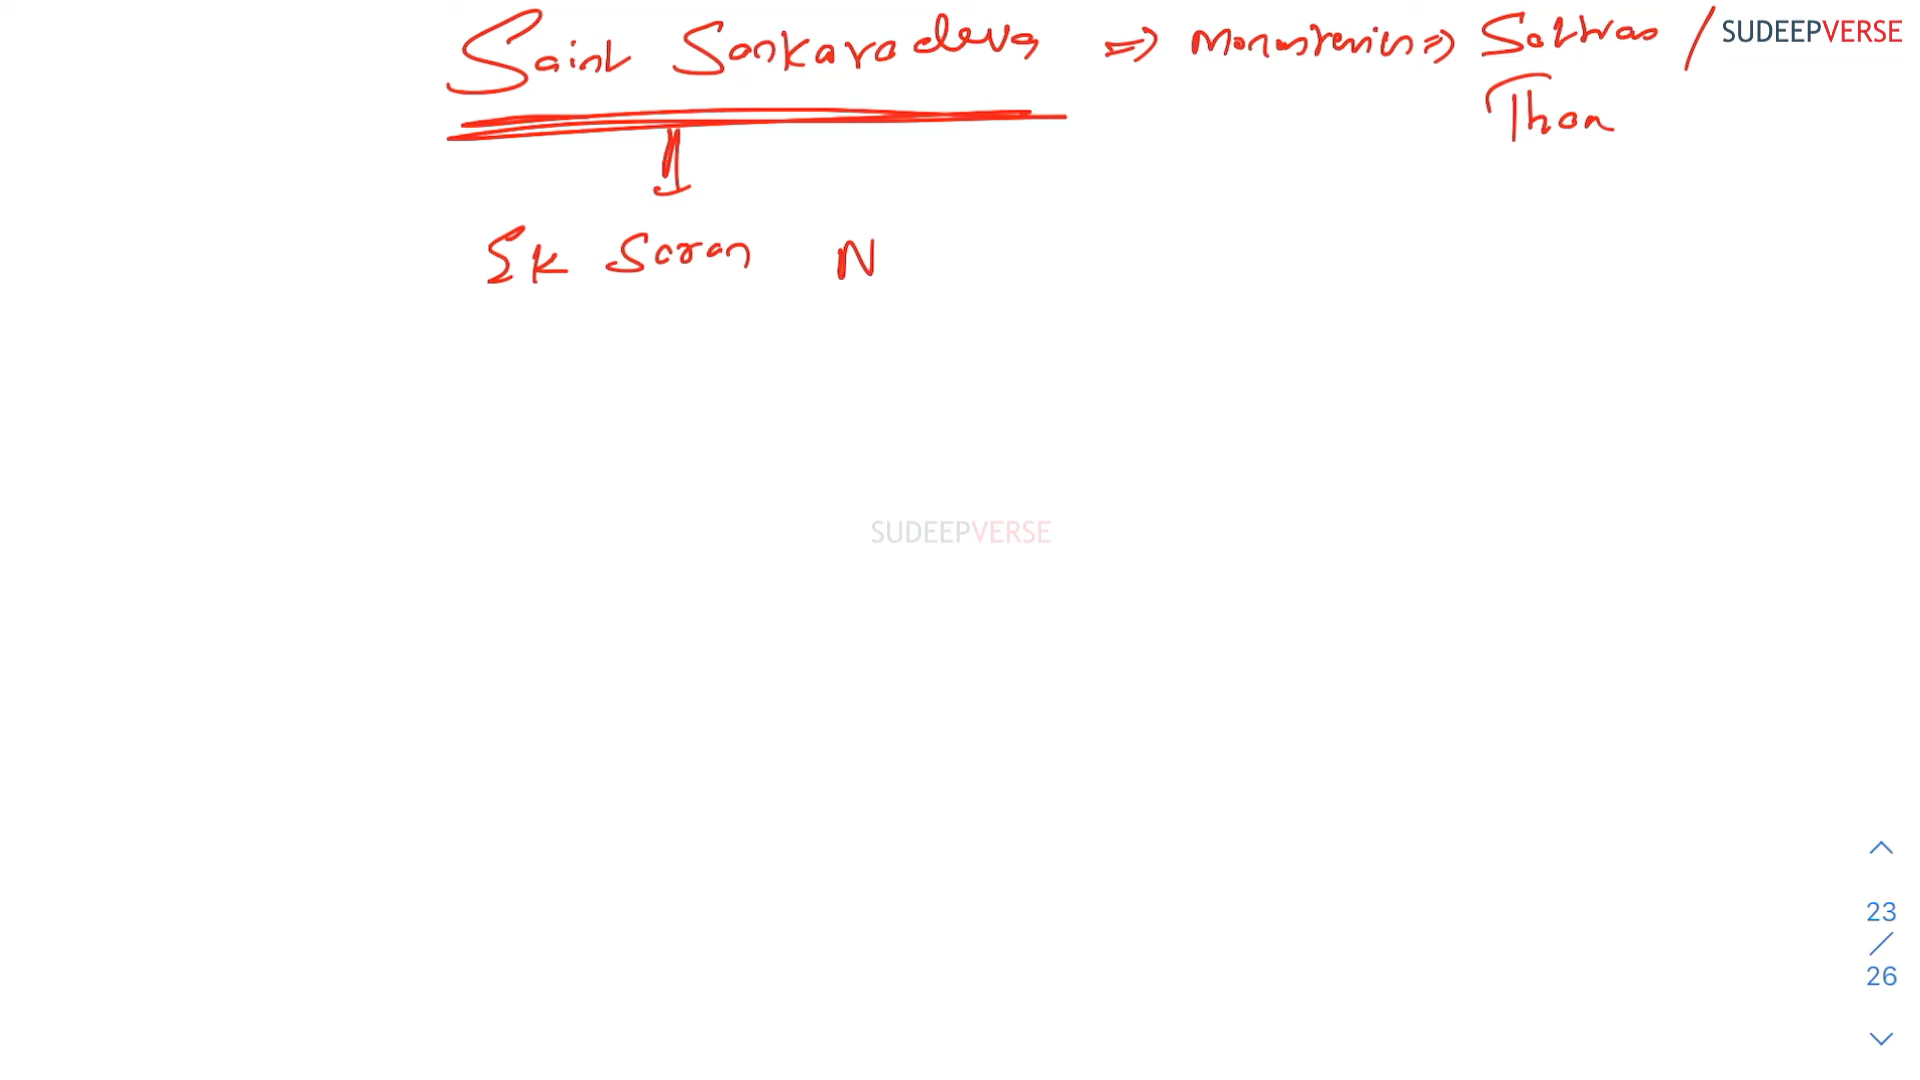 Saint Sankaradeva => Monasteries => Sattras / SUDEEPVERSE
Than
Ek Saran N
SUDEEPVERSE
23
/
26